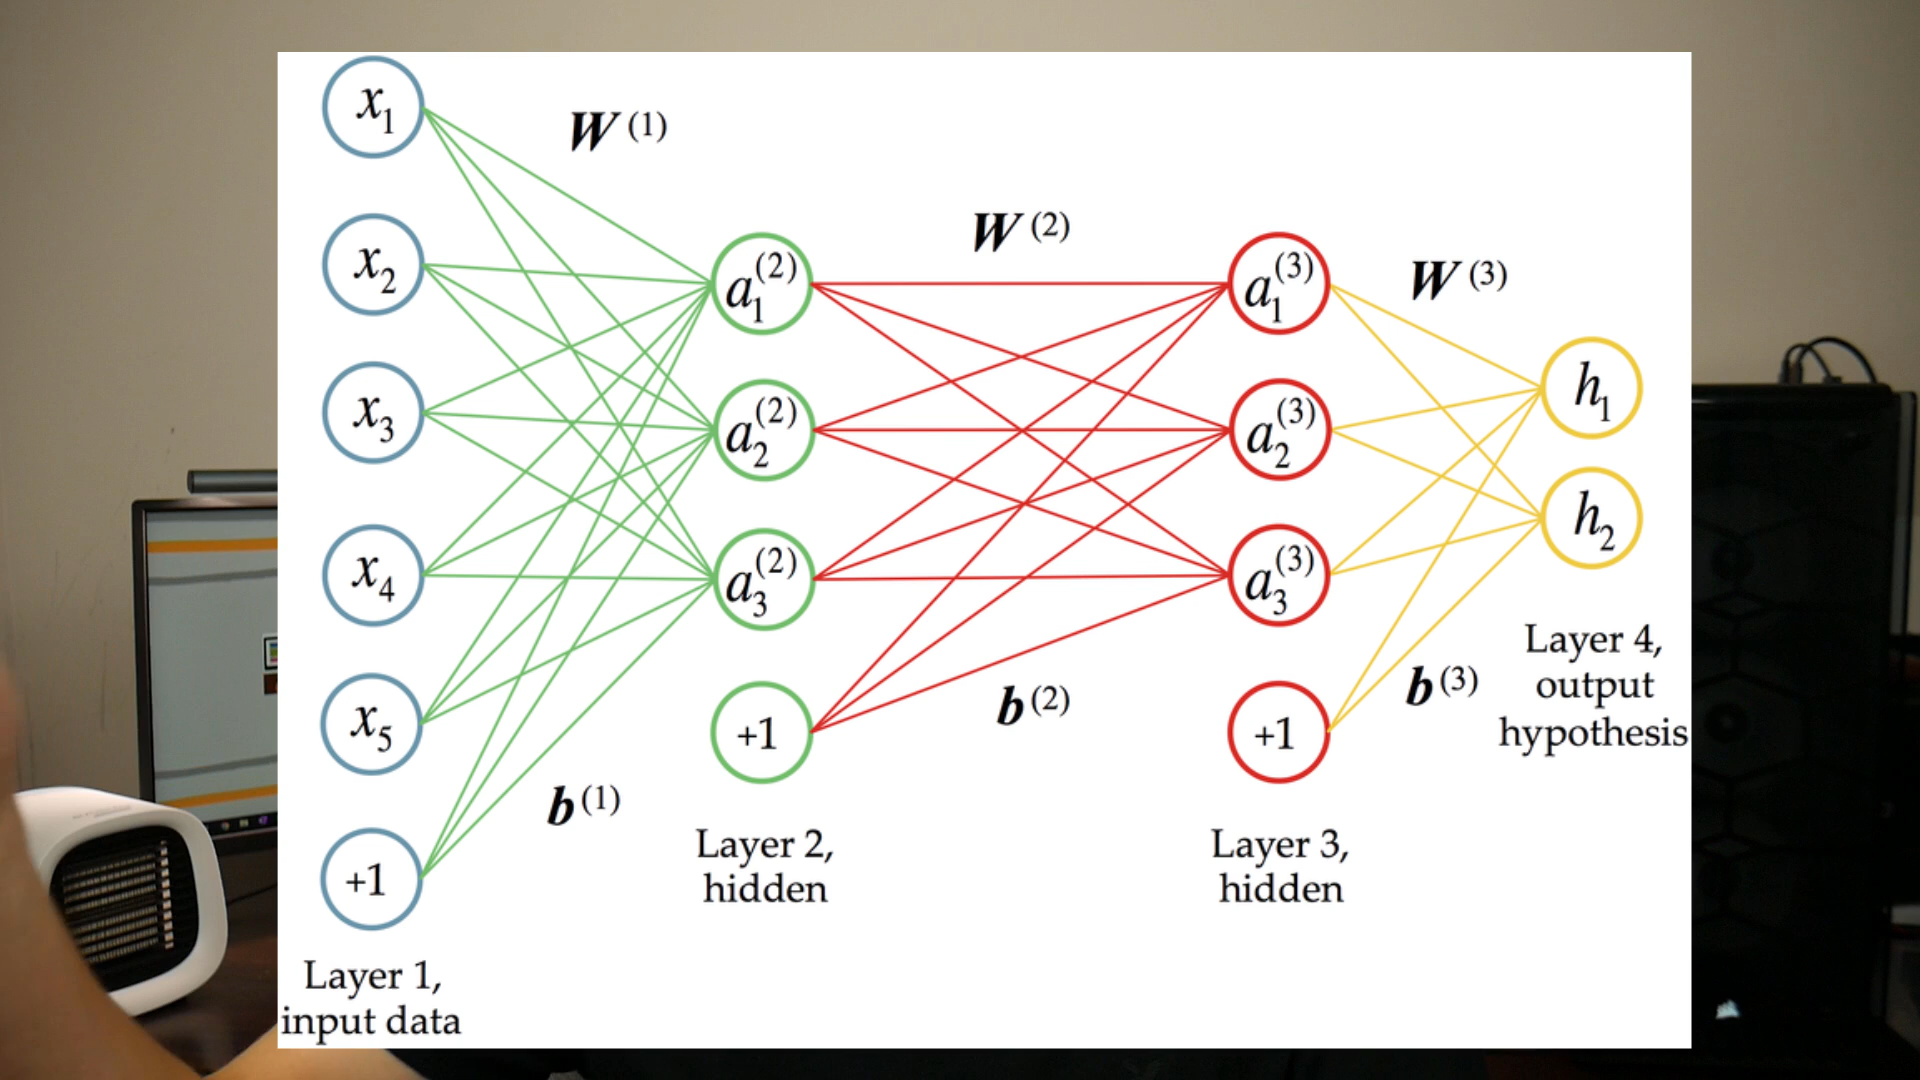 x₁
x₂
x₃
x₄
x₅
+1
Layer 1,
input data
W⁽¹⁾
b⁽¹⁾
a₁⁽²⁾
a₂⁽²⁾
a₃⁽²⁾
+1
Layer 2,
hidden
W⁽²⁾
b⁽²⁾
a₁⁽³⁾
a₂⁽³⁾
a₃⁽³⁾
+1
Layer 3,
hidden
W⁽³⁾
b⁽³⁾
h₁
h₂
Layer 4,
output
hypothesis